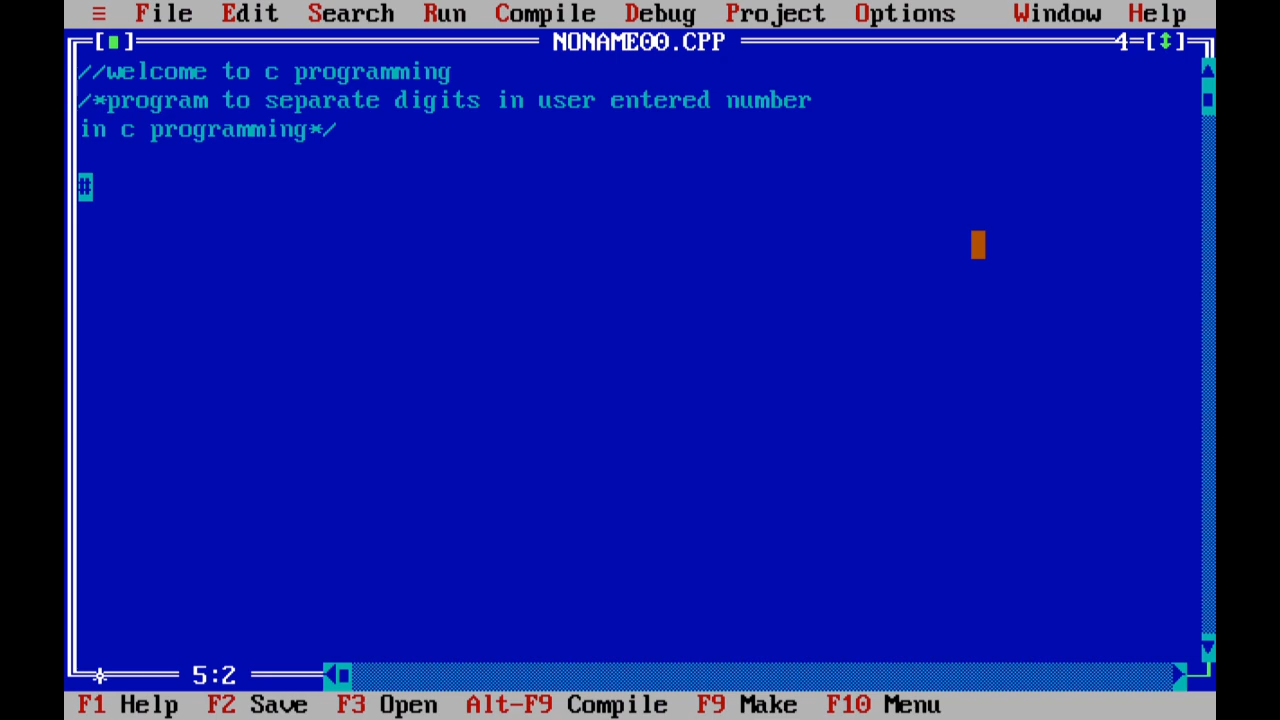 ≡ File Edit Search Run Compile Debug Project Options Window Help
[■] NONAME00.CPP 4=[↕]
//welcome to c programming
/*program to separate digits in user entered number
in c programming*/
#
5:2
F1 Help F2 Save F3 Open Alt-F9 Compile F9 Make F10 Menu